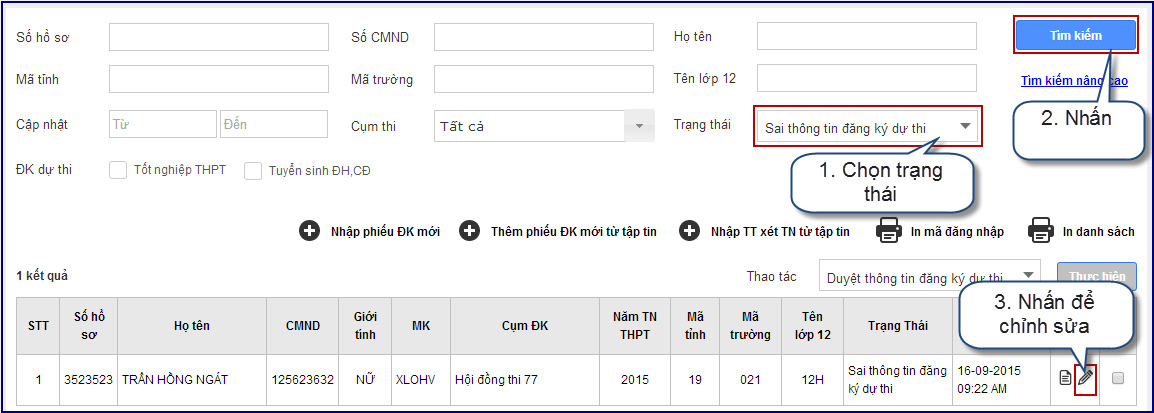 Số hồ sơ Số CMND Họ tên Tìm kiếm
Mã tỉnh Mã trường Tên lớp 12 Tìm kiếm nâng cao
Cập nhật Từ Đến Cụm thi Tất cả Trạng thái Sai thông tin đăng ký dự thi
2. Nhấn
ĐK dự thi Tốt nghiệp THPT Tuyển sinh ĐH,CĐ
1. Chọn trạng
thái
Nhập phiếu ĐK mới Thêm phiếu ĐK mới từ tập tin Nhập TT xét TN từ tập tin In mã đăng nhập In danh sách
1 kết quả Thao tác Duyệt thông tin đăng ký dự thi Thực hiện
3. Nhấn để
chỉnh sửa
STT Số hồ sơ Họ tên CMND Giới tính MK Cụm ĐK Năm TN THPT Mã tỉnh Mã trường Tên lớp 12 Trạng Thái
1 3523523 TRẦN HỒNG NGÁT 125623632 NỮ XLOHV Hội đồng thi 77 2015 19 021 12H Sai thông tin đăng ký dự thi 16-09-2015 09:22 AM